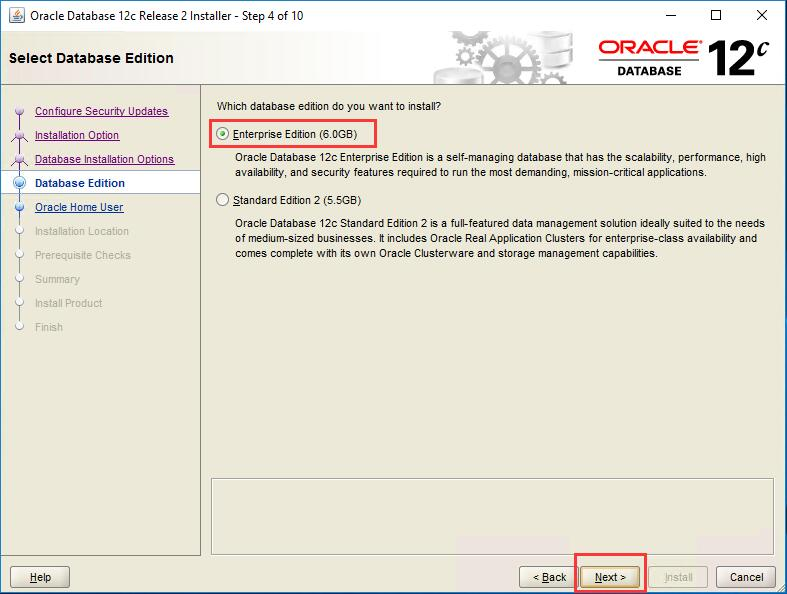 Oracle Database 12c Release 2 Installer - Step 4 of 10
Select Database Edition
ORACLE
DATABASE
12c
Configure Security Updates
Installation Option
Database Installation Options
Database Edition
Oracle Home User
Installation Location
Prerequisite Checks
Summary
Install Product
Finish
Which database edition do you want to install?
Enterprise Edition (6.0GB)
Oracle Database 12c Enterprise Edition is a self-managing database that has the scalability, performance, high
availability, and security features required to run the most demanding, mission-critical applications.
Standard Edition 2 (5.5GB)
Oracle Database 12c Standard Edition 2 is a full-featured data management solution ideally suited to the needs
of medium-sized businesses. It includes Oracle Real Application Clusters for enterprise-class availability and
comes complete with its own Oracle Clusterware and storage management capabilities.
Help
< Back
Next >
Install
Cancel